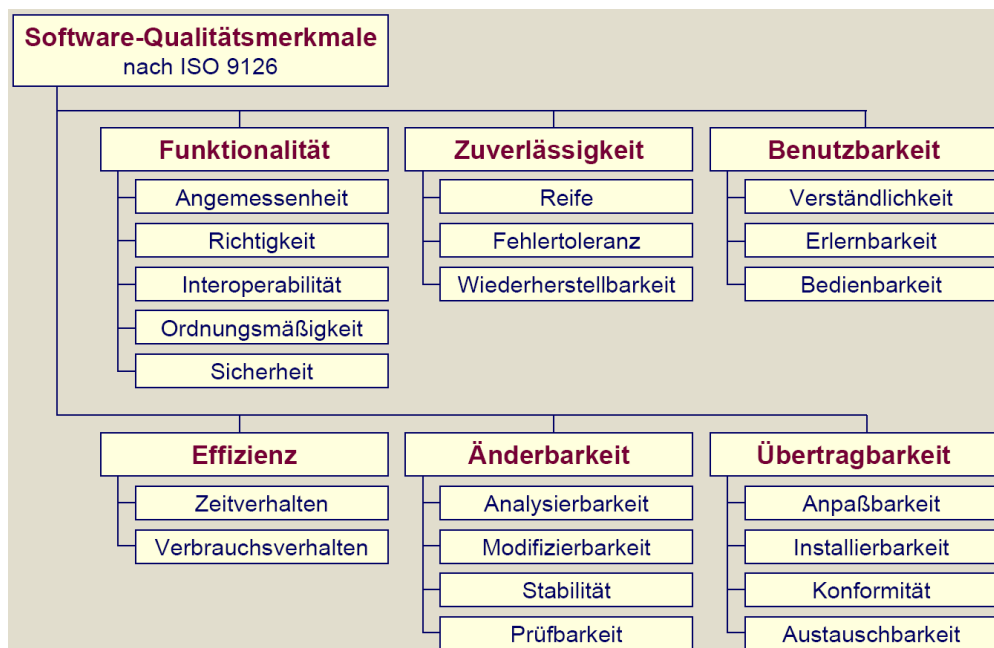 Software-Qualitätsmerkmale
nach ISO 9126
Funktionalität
Angemessenheit
Richtigkeit
Interoperabilität
Ordnungsmäßigkeit
Sicherheit
Zuverlässigkeit
Reife
Fehlertoleranz
Wiederherstellbarkeit
Benutzbarkeit
Verständlichkeit
Erlernbarkeit
Bedienbarkeit
Effizienz
Zeitverhalten
Verbrauchsverhalten
Änderbarkeit
Analysierbarkeit
Modifizierbarkeit
Stabilität
Prüfbarkeit
Übertragbarkeit
Anpaßbarkeit
Installierbarkeit
Konformität
Austauschbarkeit